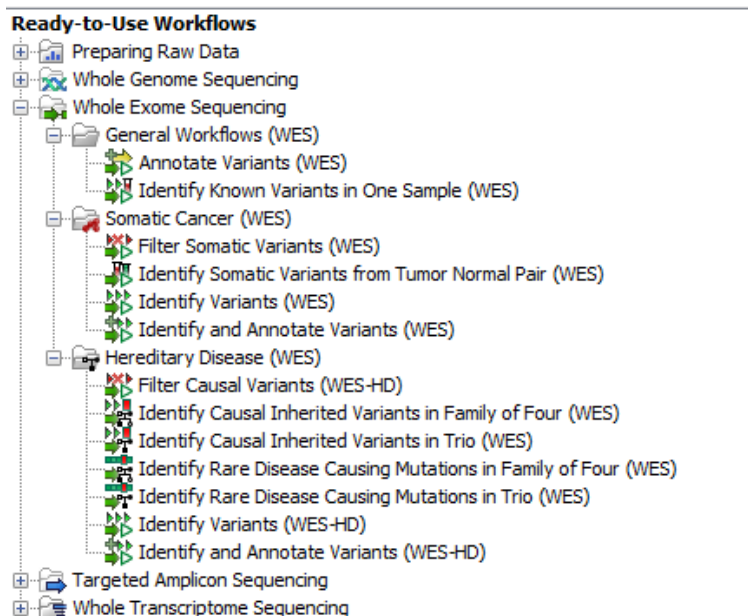 Ready-to-Use Workflows
Preparing Raw Data
Whole Genome Sequencing
Whole Exome Sequencing
General Workflows (WES)
Annotate Variants (WES)
Identify Known Variants in One Sample (WES)
Somatic Cancer (WES)
Filter Somatic Variants (WES)
Identify Somatic Variants from Tumor Normal Pair (WES)
Identify Variants (WES)
Identify and Annotate Variants (WES)
Hereditary Disease (WES)
Filter Causal Variants (WES-HD)
Identify Causal Inherited Variants in Family of Four (WES)
Identify Causal Inherited Variants in Trio (WES)
Identify Rare Disease Causing Mutations in Family of Four (WES)
Identify Rare Disease Causing Mutations in Trio (WES)
Identify Variants (WES-HD)
Identify and Annotate Variants (WES-HD)
Targeted Amplicon Sequencing
Whole Transcriptome Sequencing